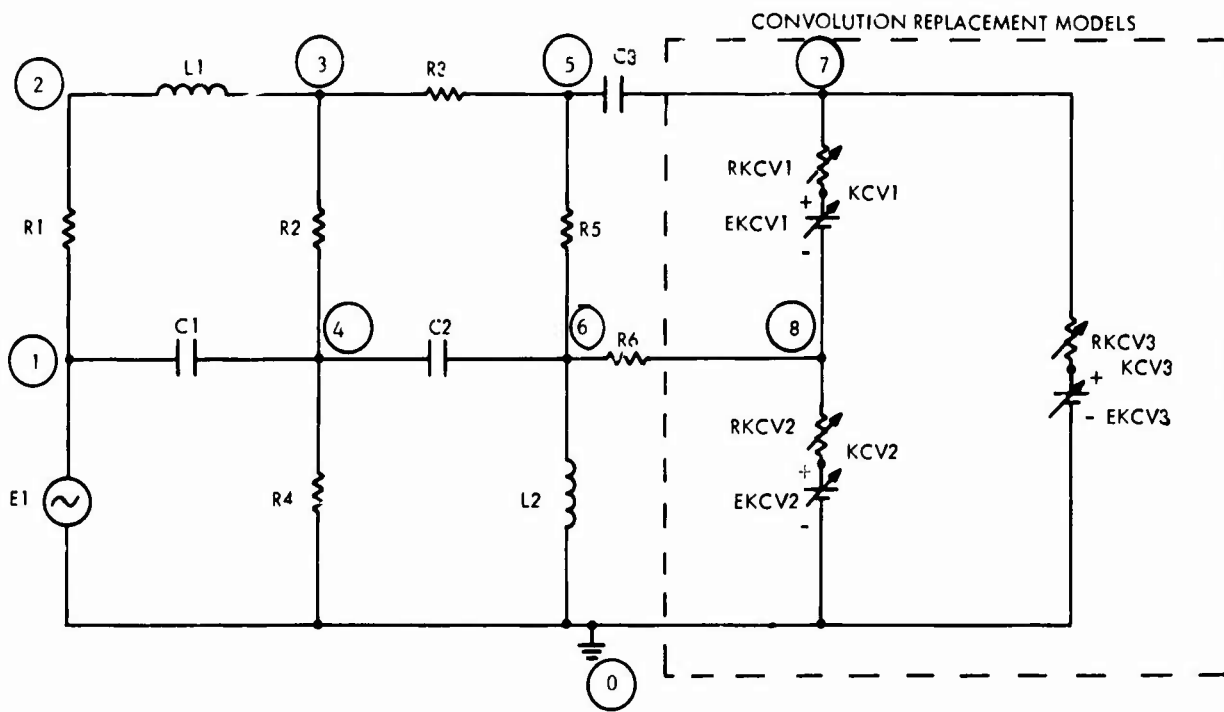 CONVOLUTION REPLACEMENT MODELS
2
L1
3
R3
5
C3
7
RKCV1
KCV1
+
EKCV1
-
R1
R2
R5
1
C1
4
C2
6
R6
8
RKCV3
KCV3
+
- EKCV3
RKCV2
KCV2
+
EKCV2
-
E1
R4
L2
0